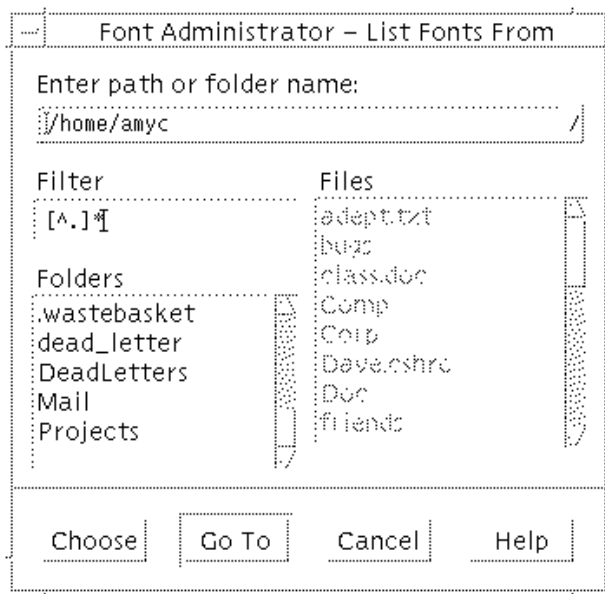 Font Administrator – List Fonts From
Enter path or folder name:
/home/amyc /
Filter
[^.]*
Folders
.wastebasket
dead_letter
DeadLetters
Mail
Projects
Files
adept.txt
bugs
class.doc
Comp
Corp
Dave.cshrc
Doc
friends
Choose
Go To
Cancel
Help